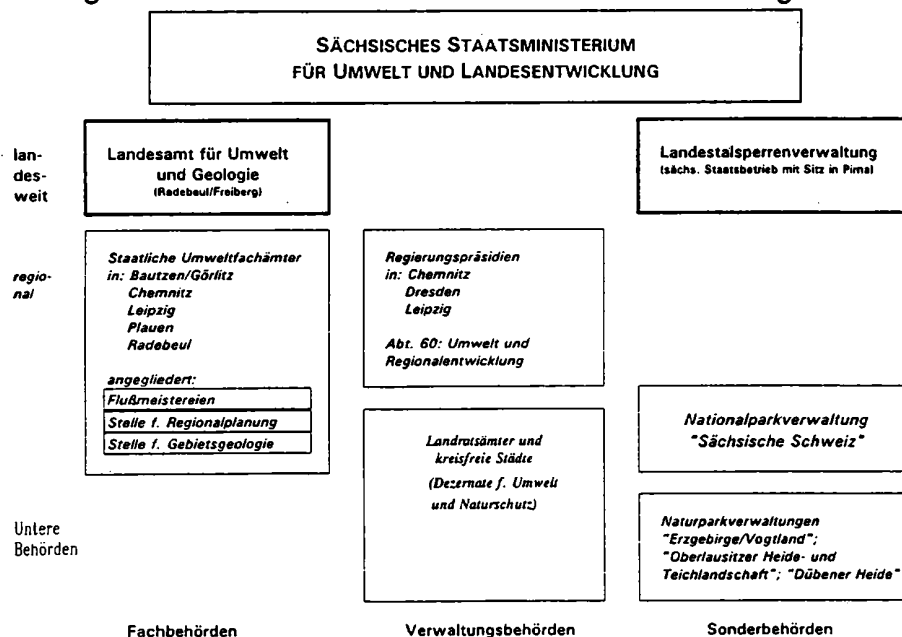 SÄCHSISCHES STAATSMINISTERIUM
FÜR UMWELT UND LANDESENTWICKLUNG
lan-
des-
weit
Landesamt für Umwelt
und Geologie
(Radebeul/Freiberg)
Landestalsperrenverwaltung
(sächs. Staatsbetrieb mit Sitz in Pirna)
regio-
nal
Staatliche Umweltfachämter
in: Bautzen/Görlitz
Chemnitz
Leipzig
Plauen
Radebeul
angegliedert:
Flußmeistereien
Stelle f. Regionalplanung
Stelle f. Gebietsgeologie
Regierungspräsidien
in: Chemnitz
Dresden
Leipzig
Abt. 60: Umwelt und
Regionalentwicklung
Nationalparkverwaltung
"Sächsische Schweiz"
Landratsämter und
kreisfreie Städte
(Dezernate f. Umwelt
und Naturschutz)
Untere
Behörden
Naturparkverwaltungen
"Erzgebirge/Vogtland";
"Oberlausitzer Heide- und
Teichlandschaft"; "Dübener Heide"
Fachbehörden
Verwaltungsbehörden
Sonderbehörden